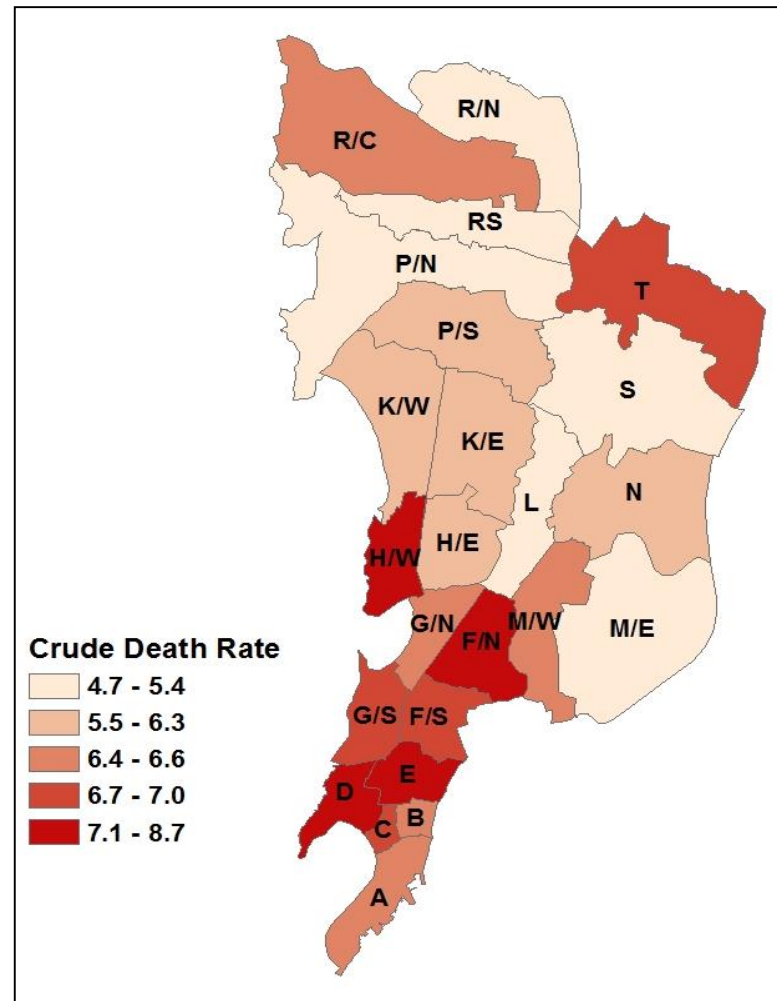 R/N
R/C
RS
P/N
T
P/S
S
K/W
K/E
N
L
H/E
H/W
G/N
F/N
M/W
M/E
Crude Death Rate
4.7 - 5.4
5.5 - 6.3
6.4 - 6.6
6.7 - 7.0
7.1 - 8.7
G/S
F/S
E
D
B
C
A